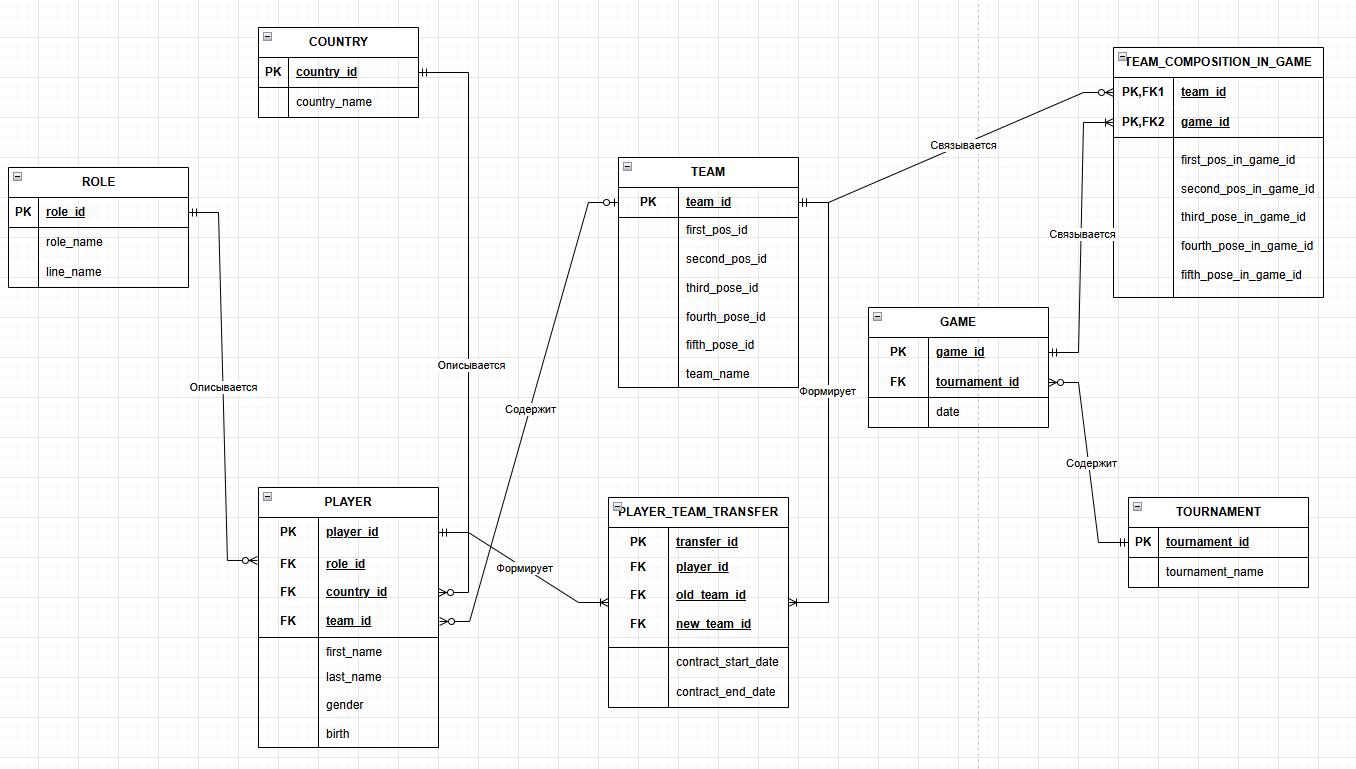 COUNTRY
PK country_id
country_name
ROLE
PK role_id
role_name
line_name
TEAM
PK team_id
first_pos_id
second_pos_id
third_pose_id
fourth_pose_id
fifth_pose_id
team_name
TEAM_COMPOSITION_IN_GAME
PK,FK1 team_id
PK,FK2 game_id
first_pos_in_game_id
second_pos_in_game_id
third_pose_in_game_id
fourth_pose_in_game_id
fifth_pose_in_game_id
Связывается
Связывается
GAME
PK game_id
FK tournament_id
date
Описывается
Описывается
Содержит
Формирует
Содержит
PLAYER
PK player_id
FK role_id
FK country_id
FK team_id
first_name
last_name
gender
birth
Формирует
PLAYER_TEAM_TRANSFER
PK transfer_id
FK player_id
FK old_team_id
FK new_team_id
contract_start_date
contract_end_date
TOURNAMENT
PK tournament_id
tournament_name